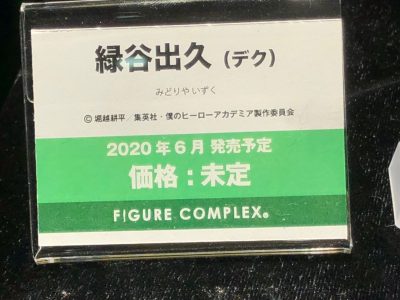 緑谷出久 (デク)
みどりや いずく
© 堀越耕平／集英社・僕のヒーローアカデミア製作委員会
2020年6月 発売予定
価格：未定
FIGURE COMPLEX®